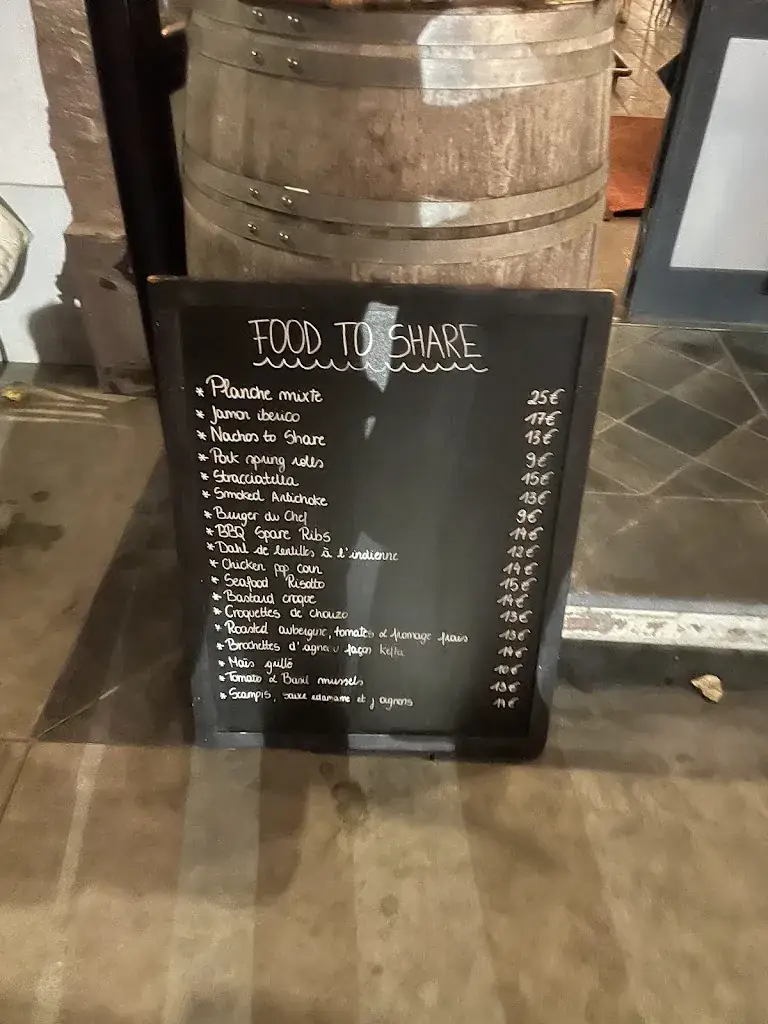 FOOD TO SHARE
* Planche mixte 25€
* Jamon iberico 17€
* Nachos to Share 13€
* Pork spring rolls 9€
* Stracciatella 15€
* Smoked Artichoke 13€
* Burger du Chef 9€
* BBQ Spare Ribs 14€
* Dahl de lentilles à l'indienne 12€
* Chicken pop corn 14€
* Seafood Risotto 15€
* Bastard croque 14€
* Croquettes de chouzo 13€
* Roasted aubergine, tomates & fromage frais 13€
* Brochettes d'agneau façon kefta 14€
* Maïs grillé 10€
* Tomato & Basil mussels 13€
* Scampis, sauce edamame et j oignons 14€